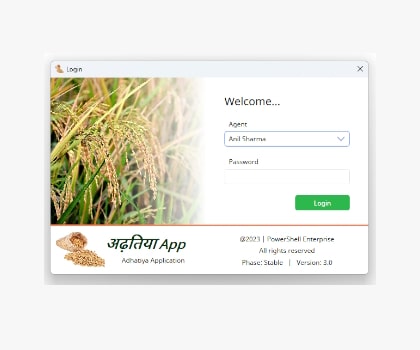 Login
Welcome...
Agent
Anil Sharma
Password
Login
अढ़तिया App
Adhatiya Application
@2023 | PowerShell Enterprise
All rights reserved
Phase: Stable | Version: 3.0